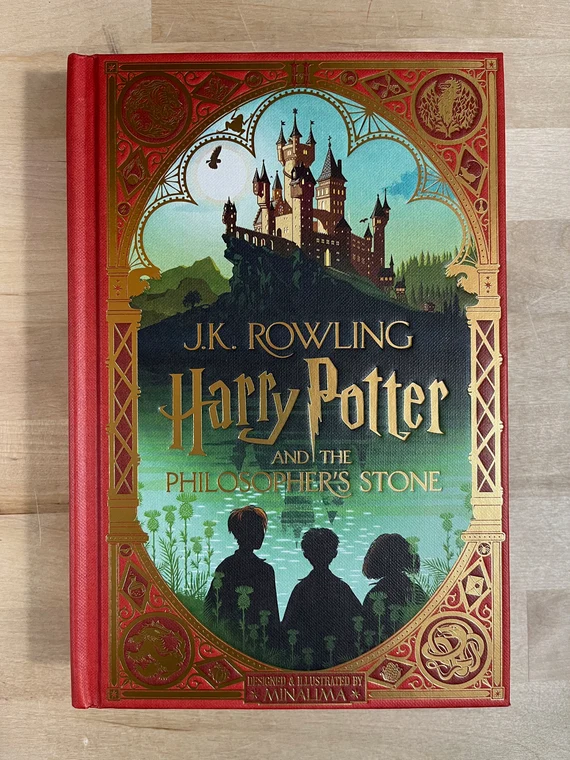 J.K. ROWLING
Harry Potter
AND THE
PHILOSOPHER'S STONE
DESIGNED & ILLUSTRATED BY
MINALIMA